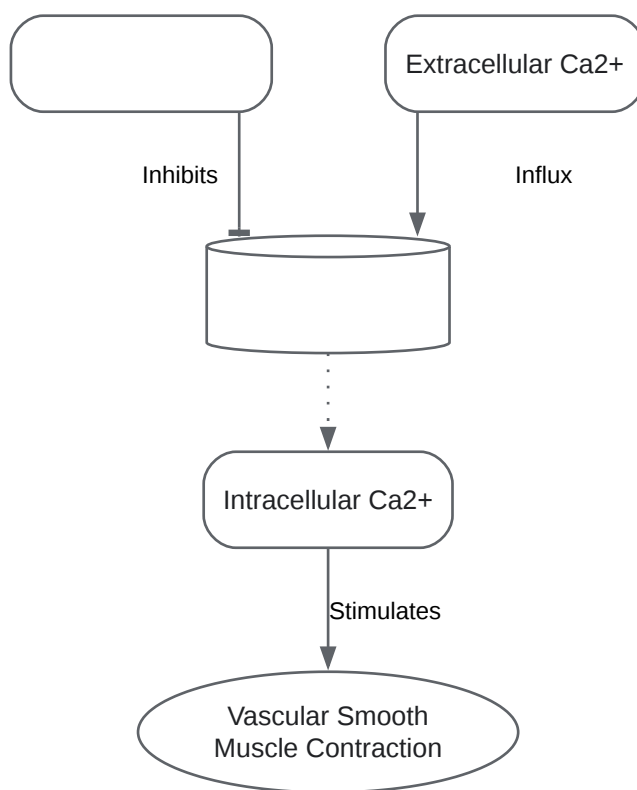 Extracellular Ca2+
Inhibits
Influx
Intracellular Ca2+
Stimulates
Vascular Smooth
Muscle Contraction